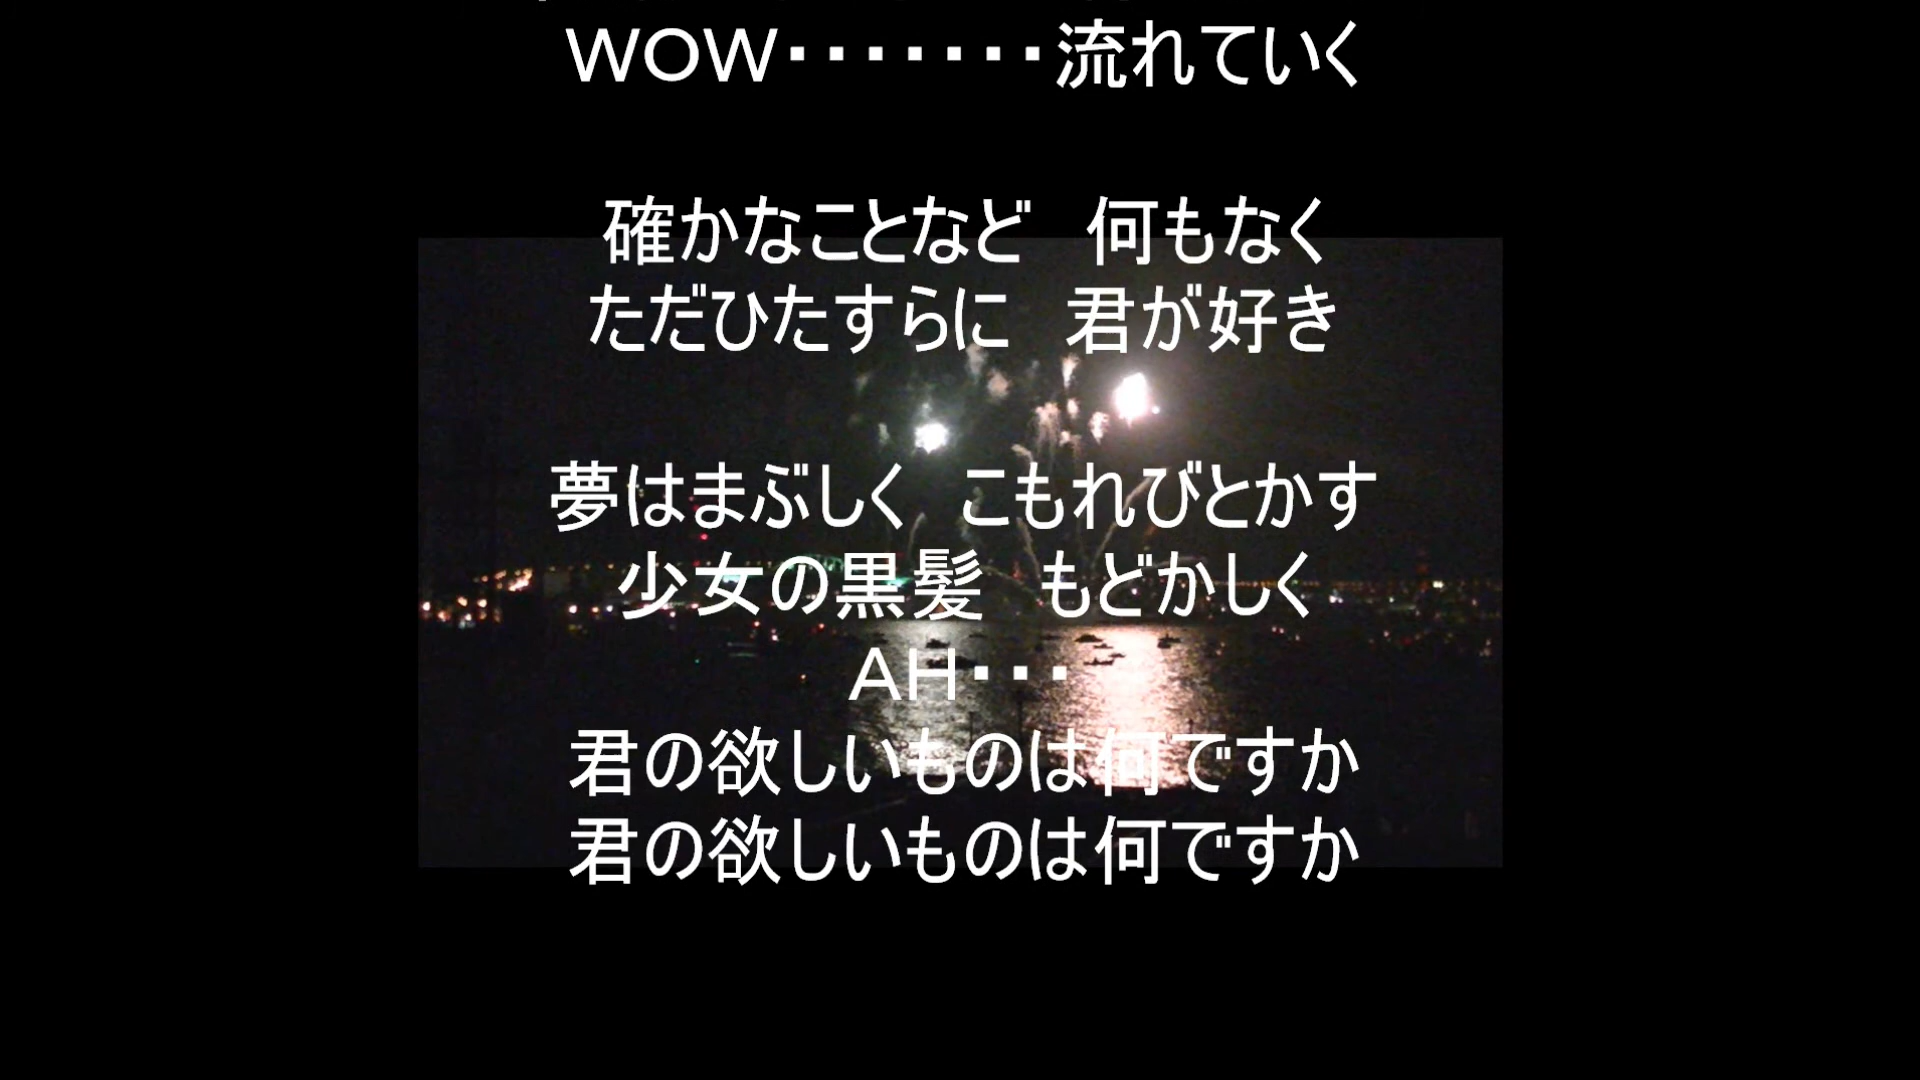 WOW・・・・・・・流れていく
確かなことなど　何もなく
ただひたすらに　君が好き
夢はまぶしく　こもれびとかす
少女の黒髪　もどかしく
AH・・・
君の欲しいものは何ですか
君の欲しいものは何ですか